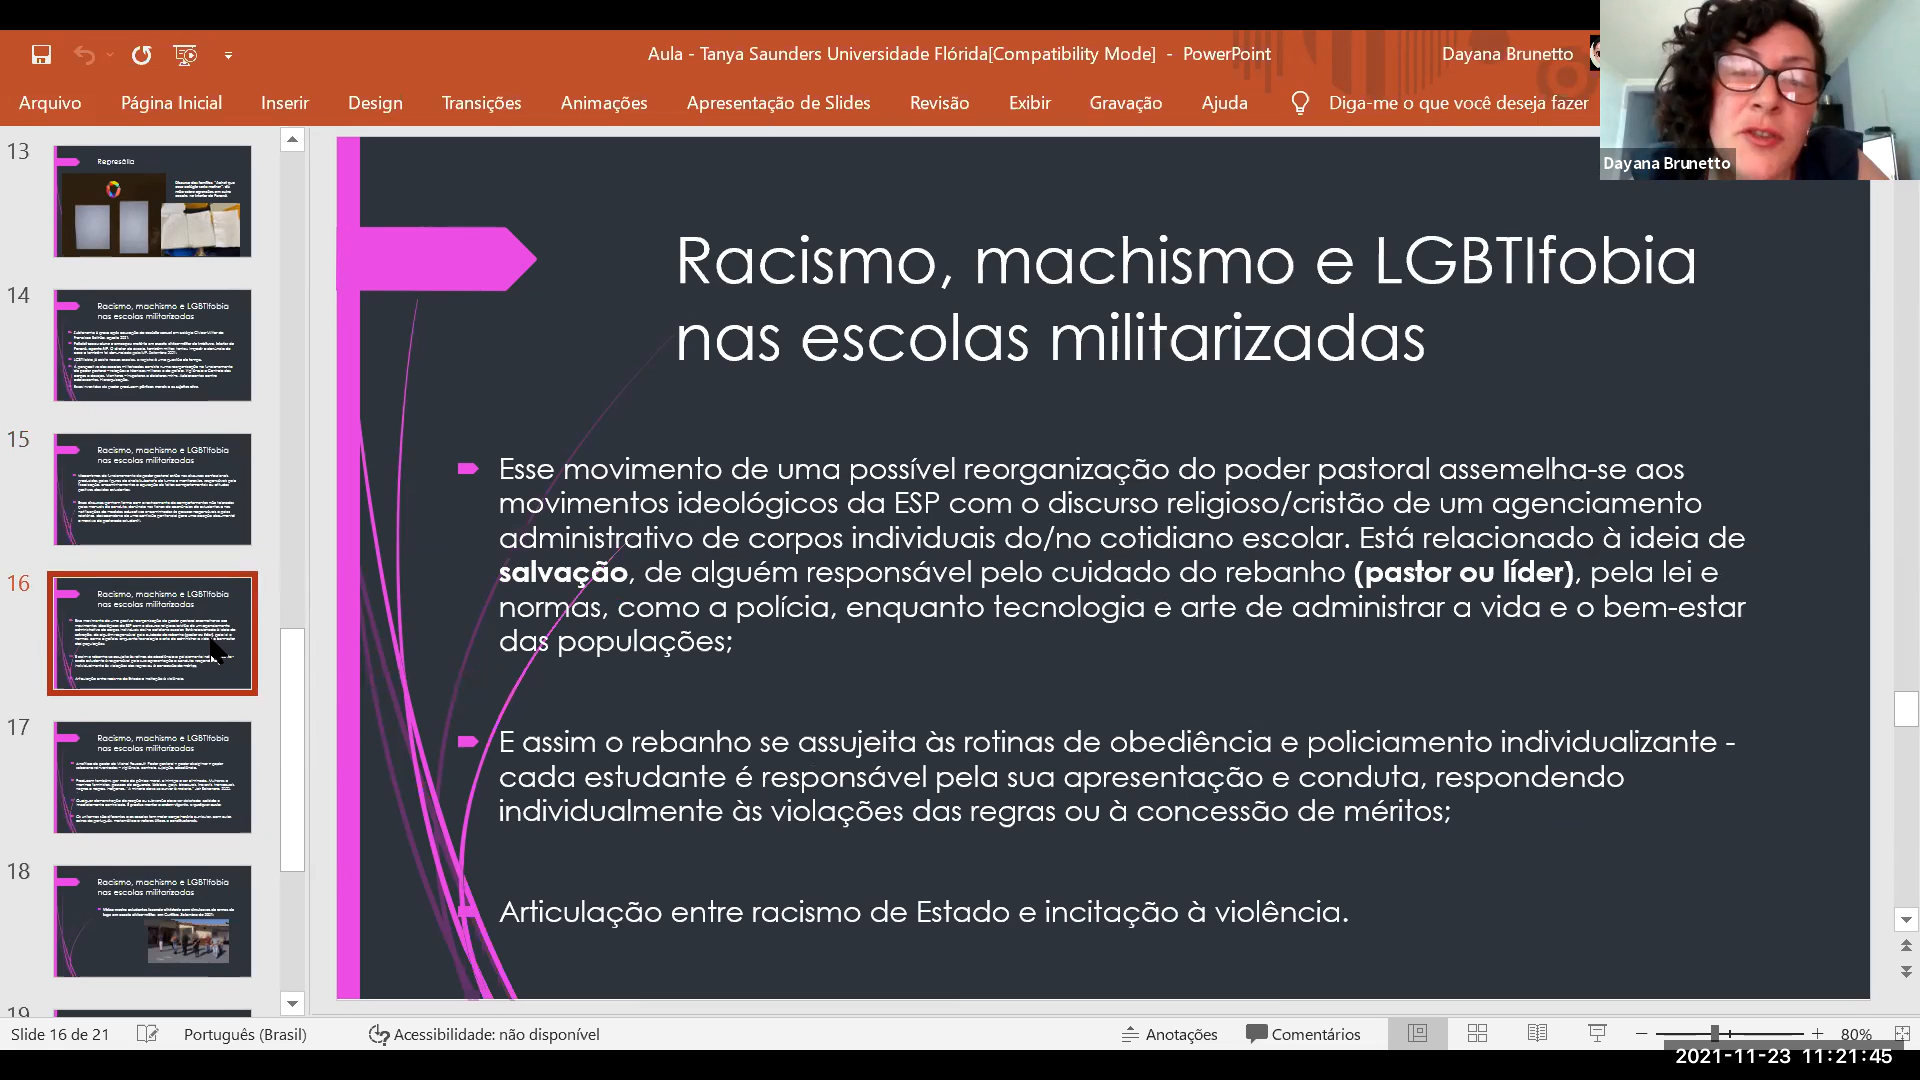 Aula - Tanya Saunders Universidade Flórida[Compatibility Mode] - PowerPoint
Dayana Brunetto
Arquivo Página Inicial Inserir Design Transições Animações Apresentação de Slides Revisão Exibir Gravação Ajuda Diga-me o que você deseja fazer
Dayana Brunetto
13
Represália
14
Racismo, machismo e LGBTIfobia
nas escolas militarizadas
15
Racismo, machismo e LGBTIfobia
nas escolas militarizadas
16
Racismo, machismo e LGBTIfobia
nas escolas militarizadas
17
Racismo, machismo e LGBTIfobia
nas escolas militarizadas
18
Racismo, machismo e LGBTIfobia
nas escolas militarizadas
19
Racismo, machismo e LGBTIfobia
nas escolas militarizadas
Esse movimento de uma possível reorganização do poder pastoral assemelha-se aos
movimentos ideológicos da ESP com o discurso religioso/cristão de um agenciamento
administrativo de corpos individuais do/no cotidiano escolar. Está relacionado à ideia de
salvação, de alguém responsável pelo cuidado do rebanho (pastor ou líder), pela lei e
normas, como a polícia, enquanto tecnologia e arte de administrar a vida e o bem-estar
das populações;
E assim o rebanho se assujeita às rotinas de obediência e policiamento individualizante -
cada estudante é responsável pela sua apresentação e conduta, respondendo
individualmente às violações das regras ou à concessão de méritos;
Articulação entre racismo de Estado e incitação à violência.
Slide 16 de 21 Português (Brasil) Acessibilidade: não disponível Anotações Comentários 80%
2021-11-23 11:21:45